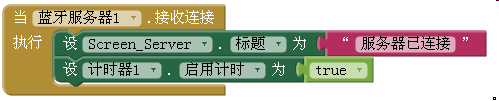 当 蓝牙服务器1 .接收连接
执行 设 Screen_Server . 标题 为 “ 服务器已连接 ”
设 计时器1 . 启用计时 为 true